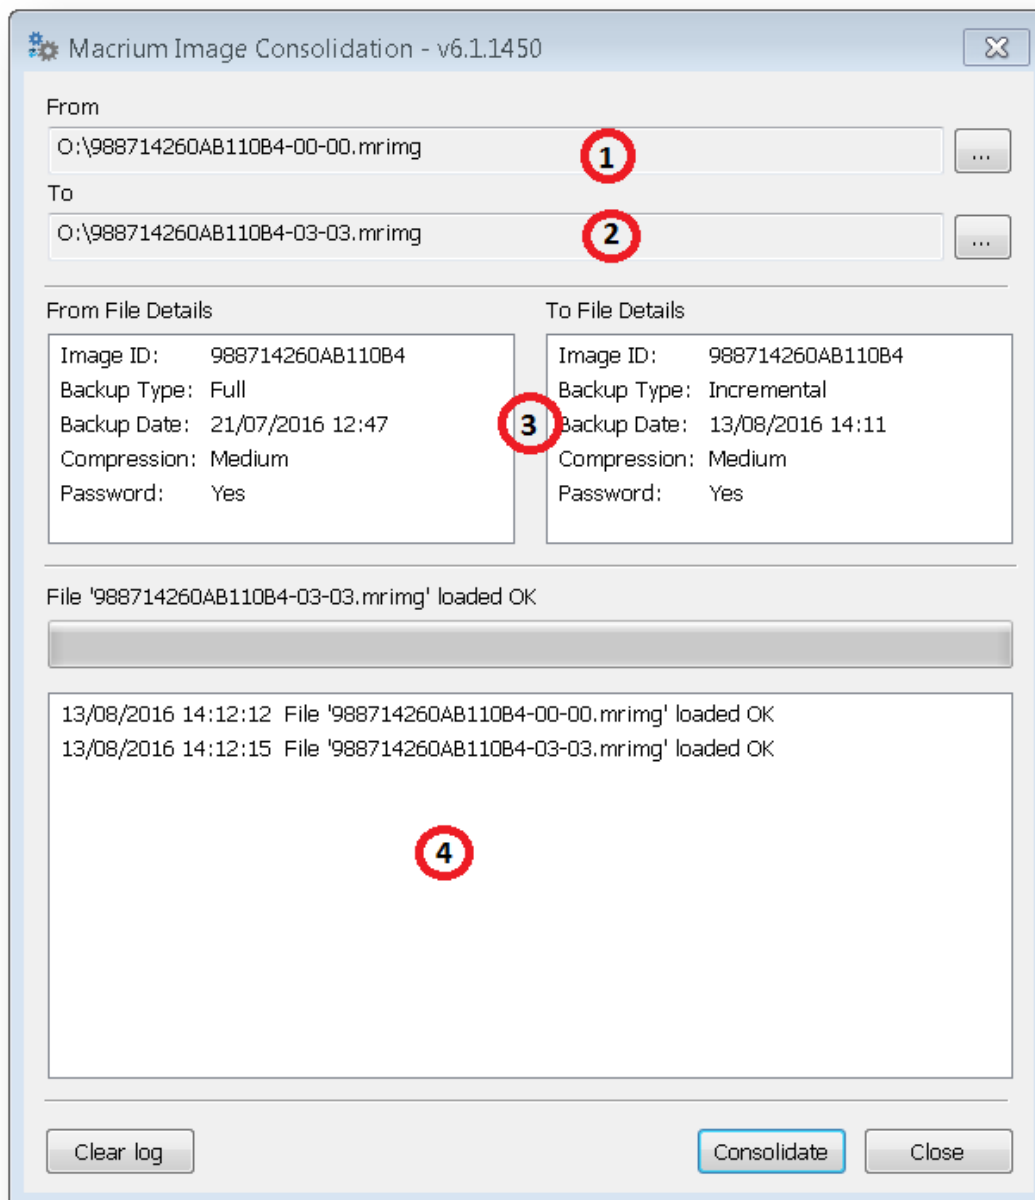 Macrium Image Consolidation - v6.1.1450
From
O:\988714260AB110B4-00-00.mrimg
1
...
To
O:\988714260AB110B4-03-03.mrimg
2
...
From File Details
Image ID: 988714260AB110B4
Backup Type: Full
Backup Date: 21/07/2016 12:47
Compression: Medium
Password: Yes
3
To File Details
Image ID: 988714260AB110B4
Backup Type: Incremental
Backup Date: 13/08/2016 14:11
Compression: Medium
Password: Yes
File '988714260AB110B4-03-03.mrimg' loaded OK
13/08/2016 14:12:12 File '988714260AB110B4-00-00.mrimg' loaded OK
13/08/2016 14:12:15 File '988714260AB110B4-03-03.mrimg' loaded OK
4
Clear log
Consolidate
Close